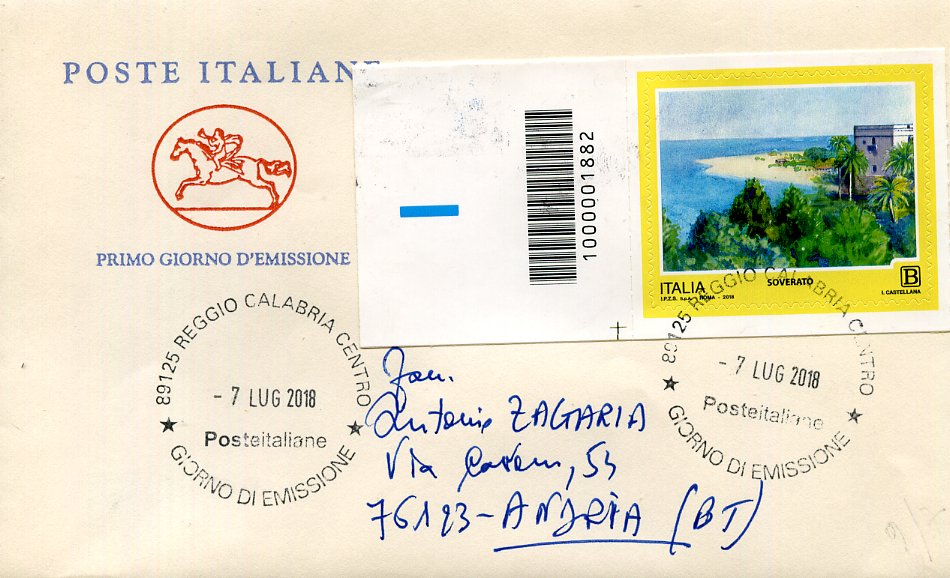 POSTE ITALIANE
PRIMO GIORNO D'EMISSIONE
1000001882
SOVERATO
ITALIA
B
I.P.Z.S. S.p.A. - ROMA - 2018
I. CASTELLANA
89125 REGGIO CALABRIA CENTRO
- 7 LUG 2018
Posteitaliane
GIORNO DI EMISSIONE
89125 REGGIO CALABRIA CENTRO
- 7 LUG 2018
Posteitaliane
GIORNO DI EMISSIONE
Antonio ZAGARIA
Via 53
76123-ANDRIA (BT)